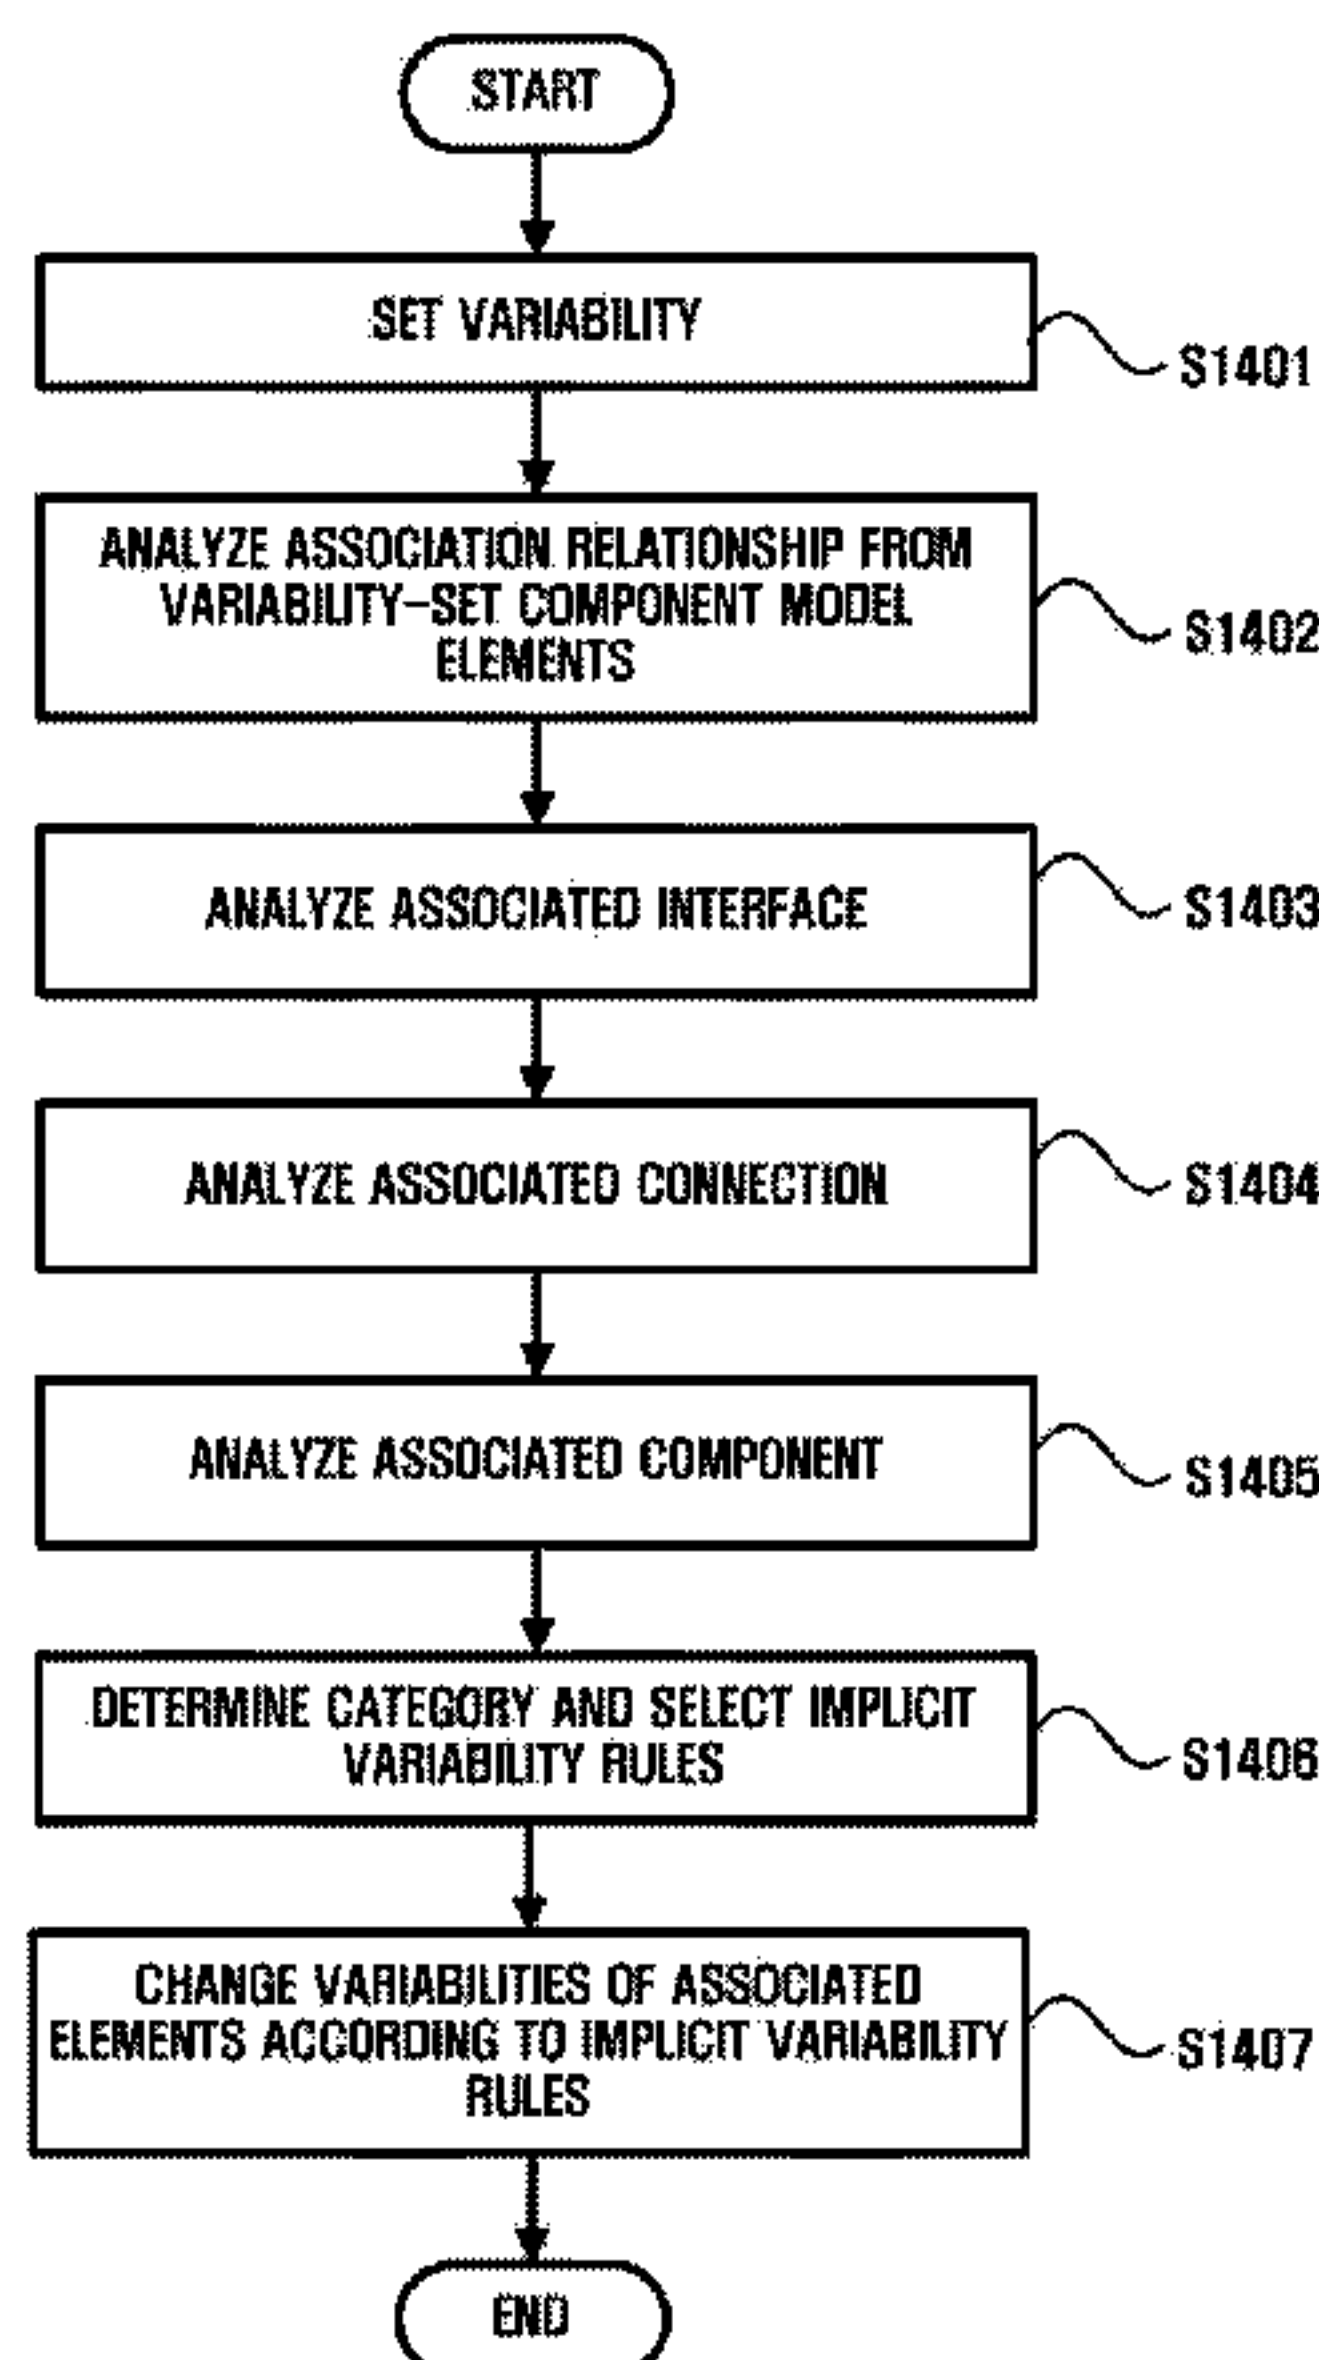 START
SET VARIABILITY
S1401
ANALYZE ASSOCIATION RELATIONSHIP FROM
VARIABILITY-SET COMPONENT MODEL
ELEMENTS
S1402
ANALYZE ASSOCIATED INTERFACE
S1403
ANALYZE ASSOCIATED CONNECTION
S1404
ANALYZE ASSOCIATED COMPONENT
S1405
DETERMINE CATEGORY AND SELECT IMPLICIT
VARIABILITY RULES
S1406
CHANGE VARIABILITIES OF ASSOCIATED
ELEMENTS ACCORDING TO IMPLICIT VARIABILITY
RULES
S1407
END